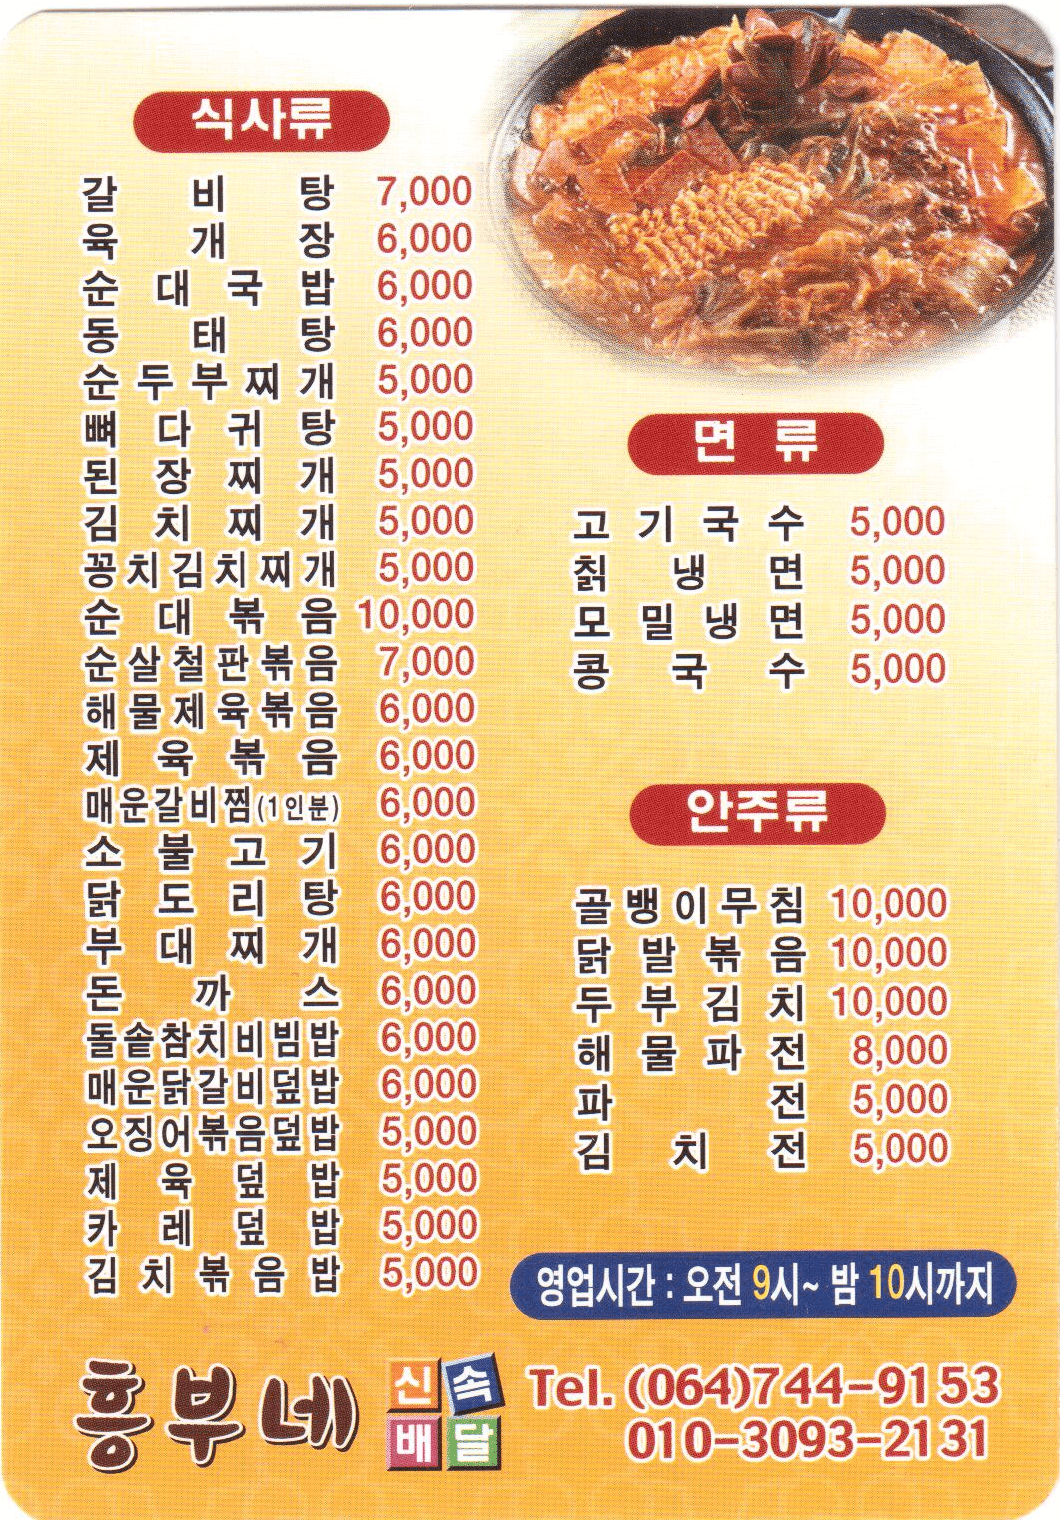 식사류
갈비탕 7,000
육개장 6,000
순대국밥 6,000
동태탕 6,000
순두부찌개 5,000
뼈다귀탕 5,000
된장찌개 5,000
김치찌개 5,000
꽁치김치찌개 5,000
순대볶음 10,000
순살철판볶음 7,000
해물제육볶음 6,000
제육볶음 6,000
매운갈비찜(1인분) 6,000
소불고기 6,000
닭도리탕 6,000
부대찌개 6,000
돈까스 6,000
돌솥참치비빔밥 6,000
매운닭갈비덮밥 6,000
오징어볶음덮밥 5,000
제육덮밥 5,000
카레덮밥 5,000
김치볶음밥 5,000
면류
고기국수 5,000
칡냉면 5,000
모밀냉면 5,000
콩국수 5,000
안주류
골뱅이무침 10,000
닭발볶음 10,000
두부김치 10,000
해물파전 8,000
파전 5,000
김치전 5,000
영업시간 : 오전 9시~ 밤 10시까지
흥부네
신속
배달
Tel. (064)744-9153
010-3093-2131